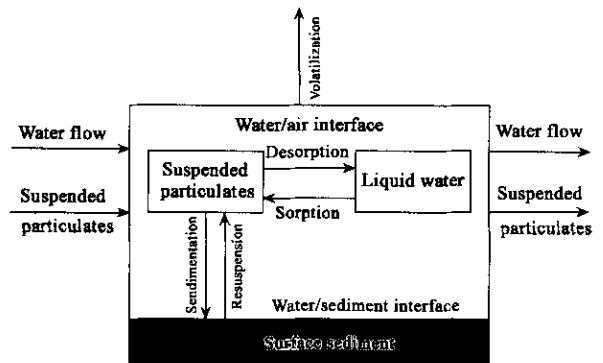 Volatilization
Water/air interface
Water flow
Water flow
Desorption
Suspended
particulates
Liquid water
Suspended
particulates
Suspended
particulates
Sorption
Sendimentation
Resuspension
Water/sediment interface
Surface sediment